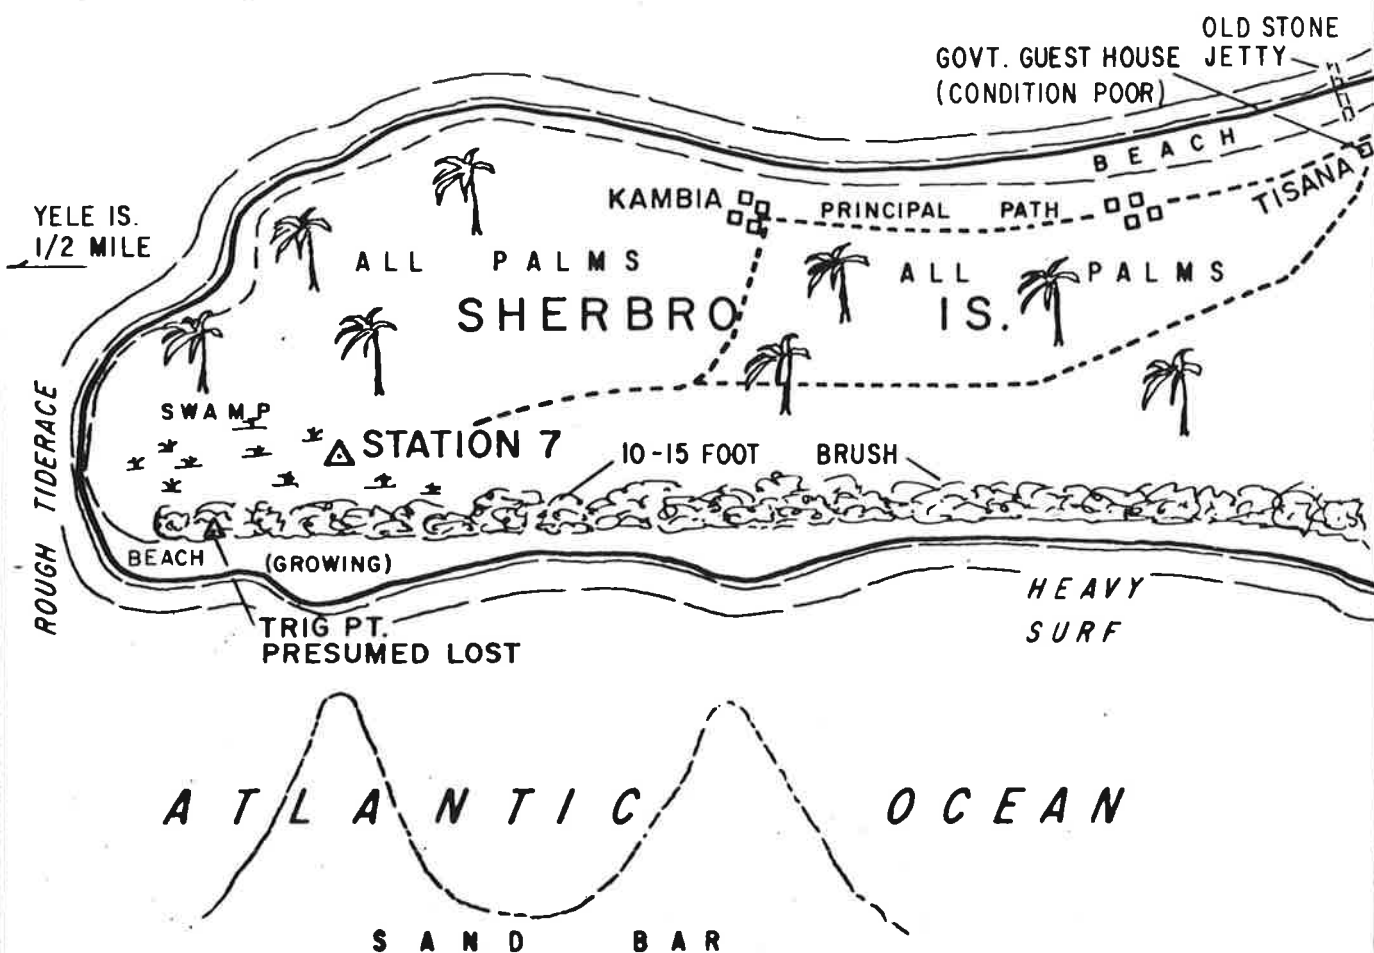 OLD STONE
GOVT. GUEST HOUSE JETTY
(CONDITION POOR)
BEACH
KAMBIA
PRINCIPAL PATH
TISANA
YELE IS.
1/2 MILE
ALL PALMS
ALL PALMS
SHERBRO IS.
ROUGH TIDERACE
SWAMP
STATION 7
10-15 FOOT BRUSH
BEACH (GROWING)
HEAVY
SURF
TRIG PT.
PRESUMED LOST
ATLANTIC OCEAN
SAND BAR